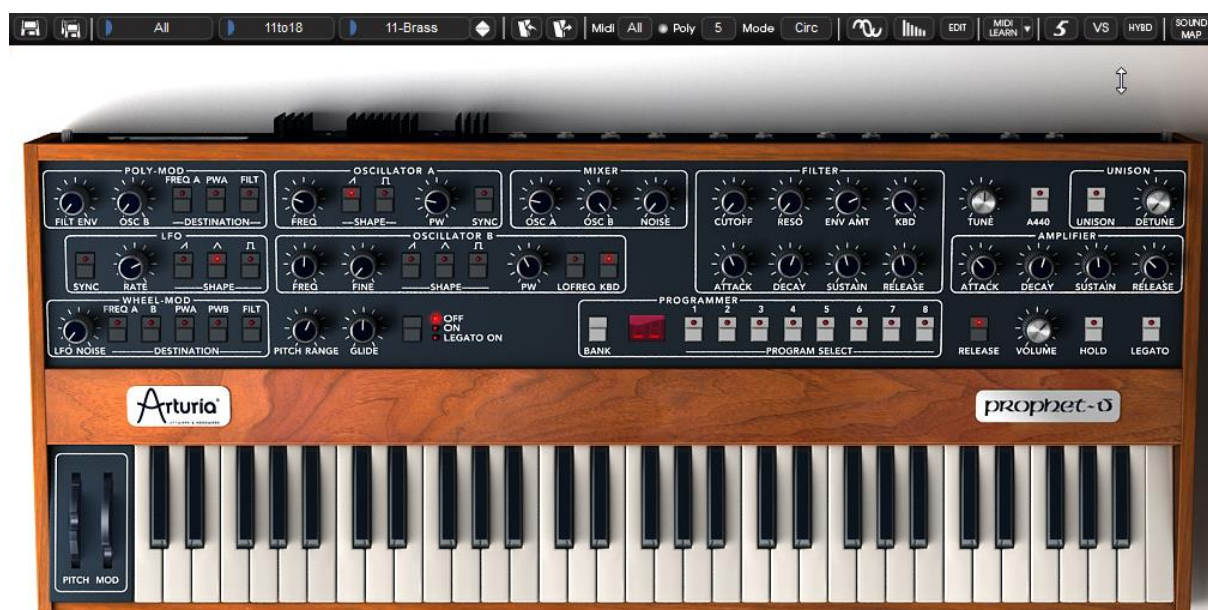 All 11to18 11-Brass Midi All Poly 5 Mode Circ EDIT MIDI LEARN 5 VS HYBD SOUND MAP
POLY-MOD OSCILLATOR A MIXER FILTER UNISON
FREQ A PWA FILT
FILT ENV OSC B DESTINATION FREQ SHAPE PW SYNC OSC A OSC B NOISE CUTOFF RESO ENV AMT KBD TUNE A440 UNISON DETUNE
LFO OSCILLATOR B AMPLIFIER
SYNC RATE SHAPE FREQ FINE SHAPE PW LOFREQ KBD ATTACK DECAY SUSTAIN RELEASE ATTACK DECAY SUSTAIN RELEASE
WHEEL-MOD PROGRAMMER
FREQ A B PWA PWB FILT 1 2 3 4 5 6 7 8
OFF
ON
LEGATO ON
LFO NOISE DESTINATION PITCH RANGE GLIDE BANK PROGRAM SELECT RELEASE VOLUME HOLD LEGATO
Arturia prophet-5
PITCH MOD